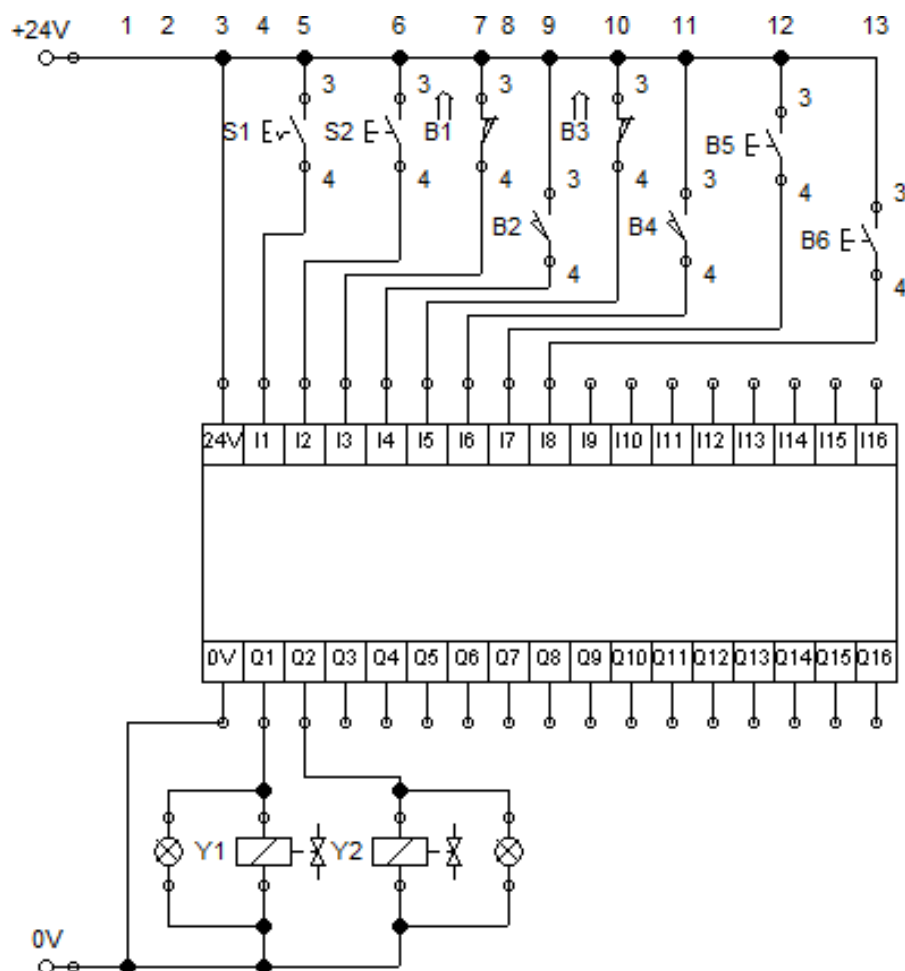 +24V 1 2 3 4 5 6 7 8 9 10 11 12 13
3 3 3 3 3
S1 S2 B1 B3 B5
4 4 4 3 4 3 4 3
B2 B4 B6
4 4 4
24V I1 I2 I3 I4 I5 I6 I7 I8 I9 I10 I11 I12 I13 I14 I15 I16
0V Q1 Q2 Q3 Q4 Q5 Q6 Q7 Q8 Q9 Q10 Q11 Q12 Q13 Q14 Q15 Q16
Y1 Y2
0V